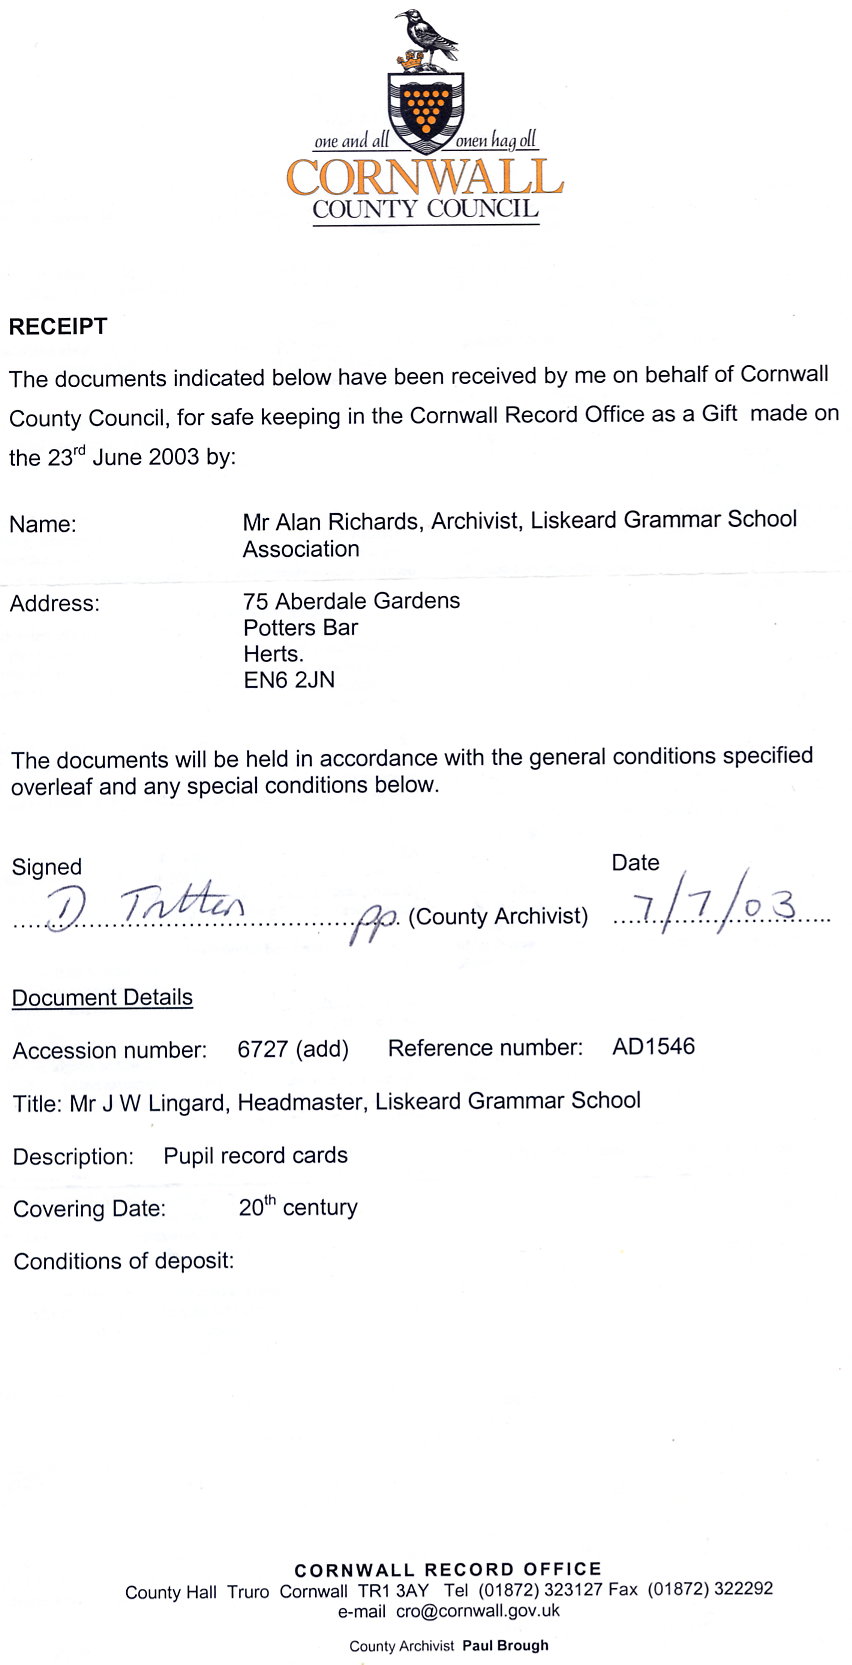 one and all onen hag oll
CORNWALL
COUNTY COUNCIL
RECEIPT
The documents indicated below have been received by me on behalf of Cornwall
County Council, for safe keeping in the Cornwall Record Office as a Gift made on
the 23rd June 2003 by:
Name: Mr Alan Richards, Archivist, Liskeard Grammar School
Association
Address: 75 Aberdale Gardens
Potters Bar
Herts.
EN6 2JN
The documents will be held in accordance with the general conditions specified
overleaf and any special conditions below.
Signed Date
D pp. (County Archivist) 7/7/03
Document Details
Accession number: 6727 (add) Reference number: AD1546
Title: Mr J W Lingard, Headmaster, Liskeard Grammar School
Description: Pupil record cards
Covering Date: 20th century
Conditions of deposit:
CORNWALL RECORD OFFICE
County Hall Truro Cornwall TR1 3AY Tel (01872) 323127 Fax (01872) 322292
e-mail cro@cornwall.gov.uk
County Archivist Paul Brough